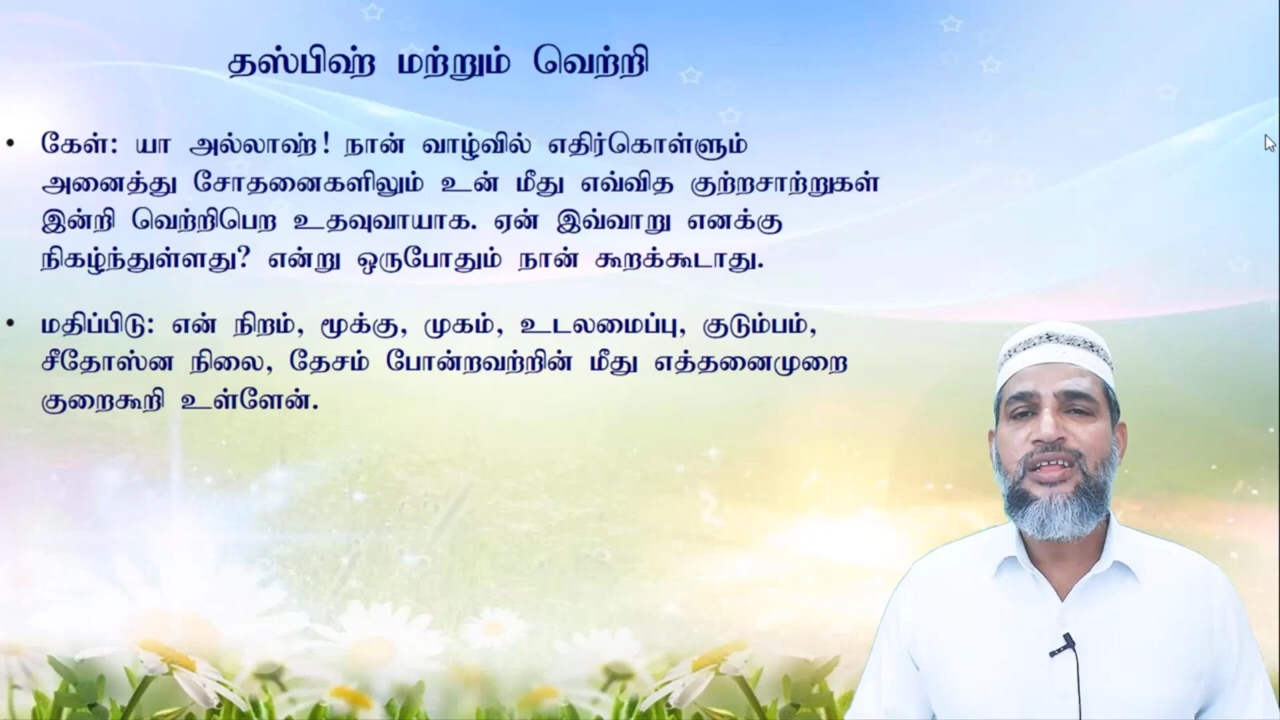 தஸ்பிஹ் மற்றும் வெற்றி
• கேள்: யா அல்லாஹ்! நான் வாழ்வில் எதிர்கொள்ளும்
அனைத்து சோதனைகளிலும் உன் மீது எவ்வித குற்றசாற்றுகள்
இன்றி வெற்றிபெற உதவுவாயாக. ஏன் இவ்வாறு எனக்கு
நிகழ்ந்துள்ளது? என்று ஒருபோதும் நான் கூறக்கூடாது.
• மதிப்பிடு: என் நிறம், மூக்கு, முகம், உடலமைப்பு, குடும்பம்,
சீதோஸ்ன நிலை, தேசம் போன்றவற்றின் மீது எத்தனைமுறை
குறைகூறி உள்ளேன்.